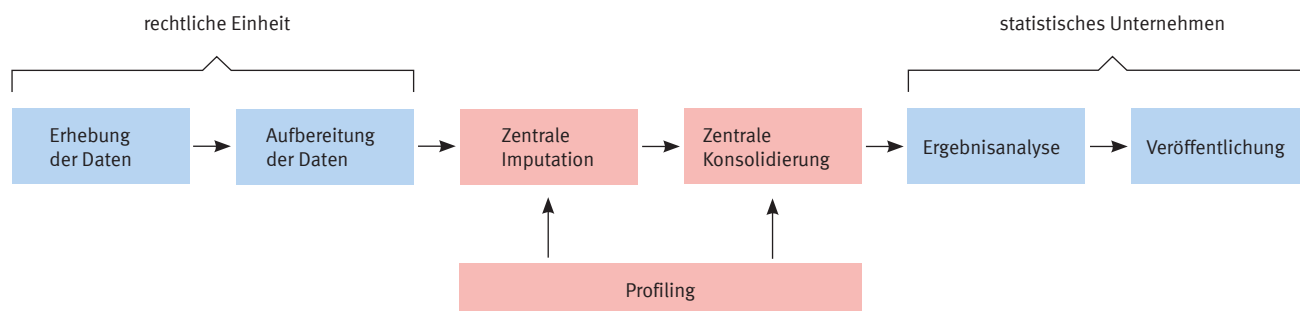 rechtliche Einheit
statistisches Unternehmen
Erhebung
der Daten
Aufbereitung
der Daten
Zentrale
Imputation
Zentrale
Konsolidierung
Ergebnisanalyse
Veröffentlichung
Profiling